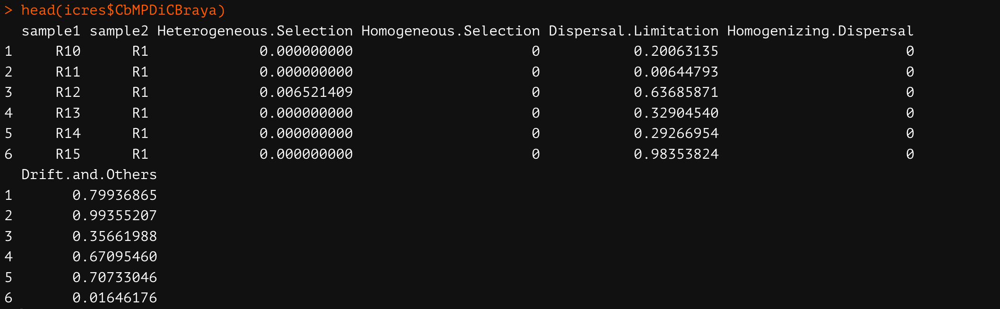 > head(icres$CbMPDiCBraya)
  sample1 sample2 Heterogeneous.Selection Homogeneous.Selection Dispersal.Limitation Homogenizing.Dispersal
1     R10      R1             0.000000000                     0           0.20063135                      0
2     R11      R1             0.000000000                     0           0.00644793                      0
3     R12      R1             0.006521409                     0           0.63685871                      0
4     R13      R1             0.000000000                     0           0.32904540                      0
5     R14      R1             0.000000000                     0           0.29266954                      0
6     R15      R1             0.000000000                     0           0.98353824                      0
  Drift.and.Others
1       0.79936865
2       0.99355207
3       0.35661988
4       0.67095460
5       0.70733046
6       0.01646176